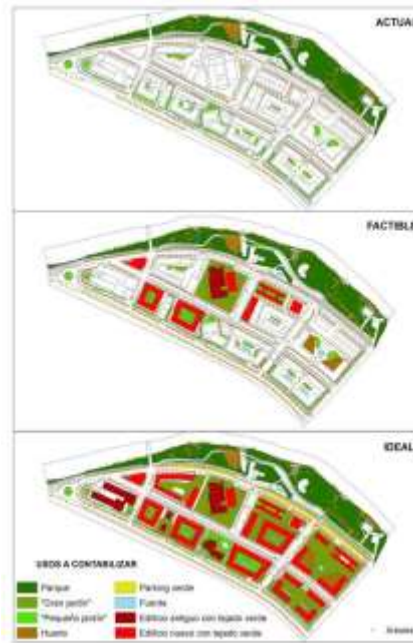 ACTUAL
FACTIBLE
IDEAL
USOS A CONTABILIZAR
Parque
"Gran jardín"
"Pequeño jardín"
Huerto
Parking verde
Fuente
Edificio antiguo con tejado verde
Edificio nuevo con tejado verde